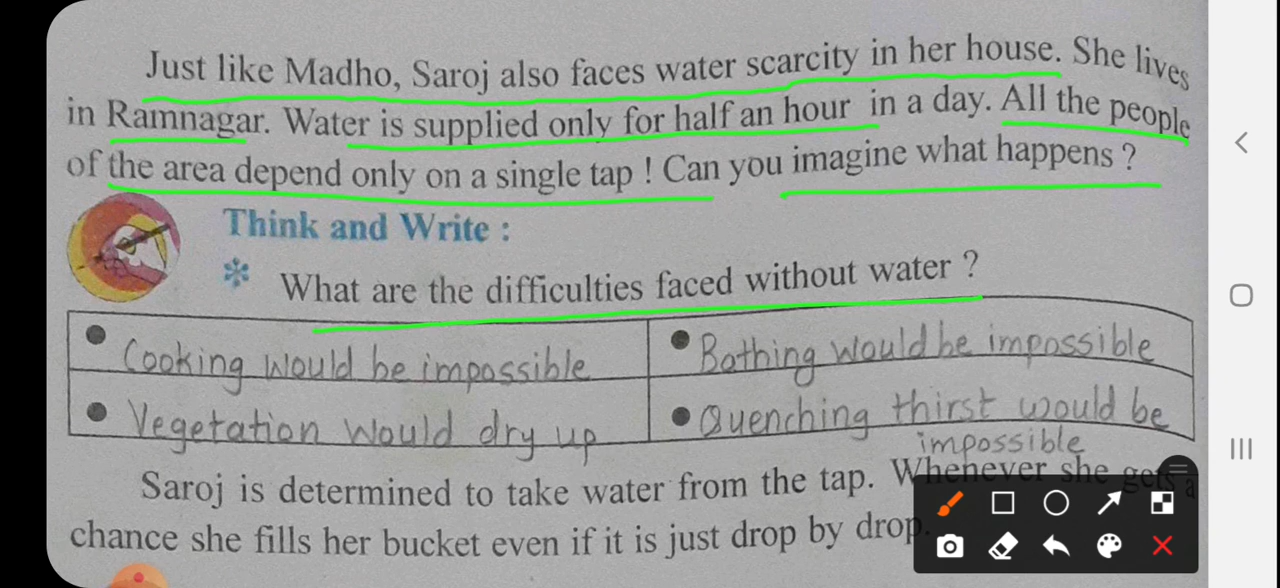 Just like Madho, Saroj also faces water scarcity in her house. She lives
in Ramnagar. Water is supplied only for half an hour in a day. All the people
of the area depend only on a single tap ! Can you imagine what happens ?
Think and Write :
* What are the difficulties faced without water ?
• Cooking would be impossible
• Bathing would be impossible
• Vegetation would dry up
• Quenching thirst would be
impossible
Saroj is determined to take water from the tap. Whenever she gets a
chance she fills her bucket even if it is just drop by drop.